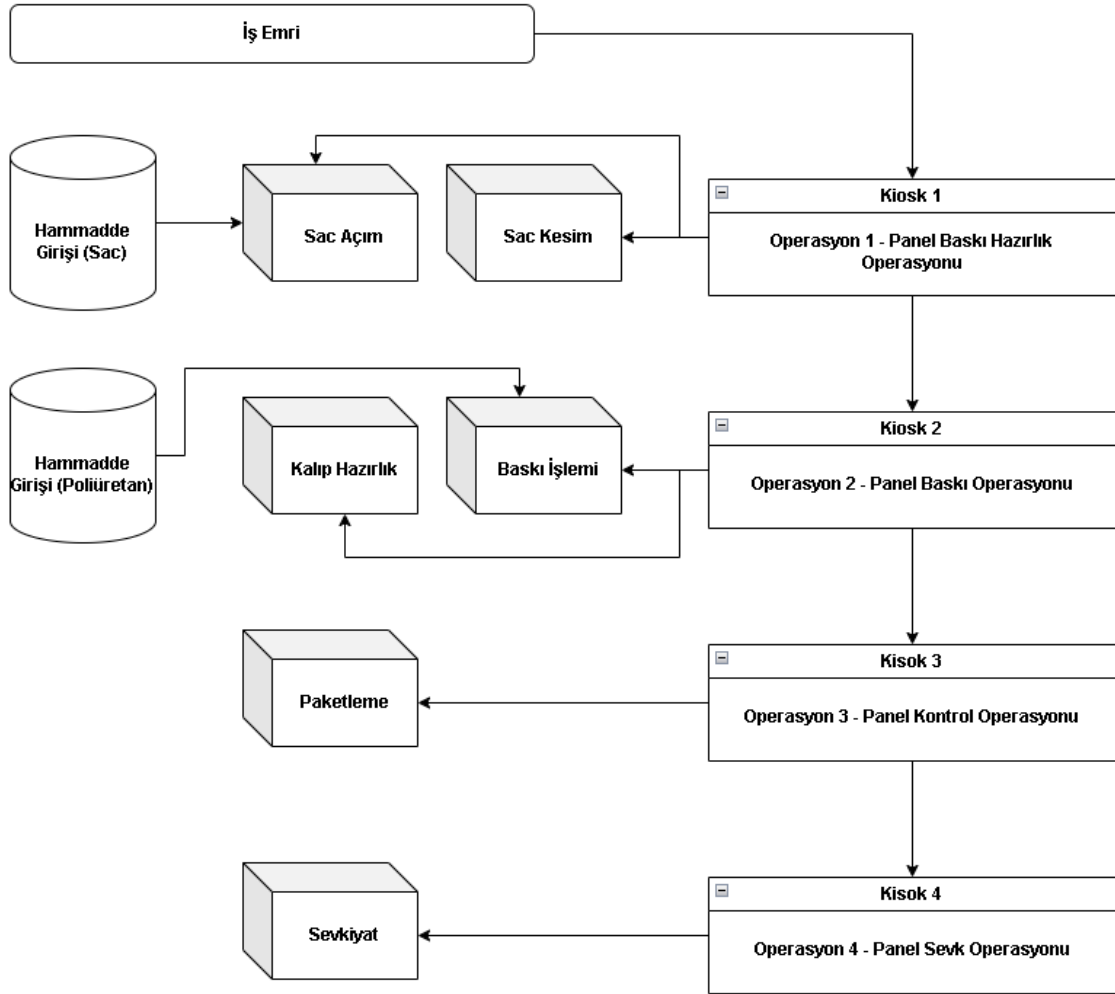 İş Emri
Hammadde
Girişi (Sac)
Sac Açım
Sac Kesim
Kiosk 1
Operasyon 1 - Panel Baskı Hazırlık
Operasyonu
Hammadde
Girişi (Poliüretan)
Kalıp Hazırlık
Baskı İşlemi
Kiosk 2
Operasyon 2 - Panel Baskı Operasyonu
Paketleme
Kisok 3
Operasyon 3 - Panel Kontrol Operasyonu
Sevkiyat
Kisok 4
Operasyon 4 - Panel Sevk Operasyonu